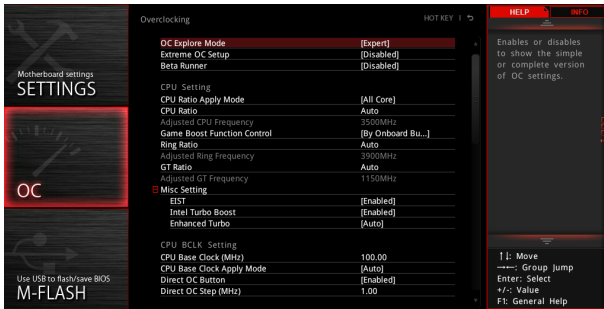 Overclocking
HOT KEY
HELP
INFO
OC Explore Mode [Expert]
Extreme OC Setup [Disabled]
Beta Runner [Disabled]
CPU Setting
CPU Ratio Apply Mode [All Core]
CPU Ratio Auto
Adjusted CPU Frequency 3500MHz
Game Boost Function Control [By Onboard Bu...]
Ring Ratio Auto
Adjusted Ring Frequency 3900MHz
GT Ratio Auto
Adjusted GT Frequency 1150MHz
Misc Setting
EIST [Enabled]
Intel Turbo Boost [Enabled]
Enhanced Turbo [Auto]
CPU BCLK Setting
CPU Base Clock (MHz) 100.00
CPU Base Clock Apply Mode [Auto]
Direct OC Button [Enabled]
Direct OC Step (MHz) 1.00
Motherboard settings
SETTINGS
OC
Use USB to flash/save BIOS
M-FLASH
Enables or disables
to show the simple
or complete version
of OC settings.
↑↓: Move
→←: Group Jump
Enter: Select
+/-: Value
F1: General Help